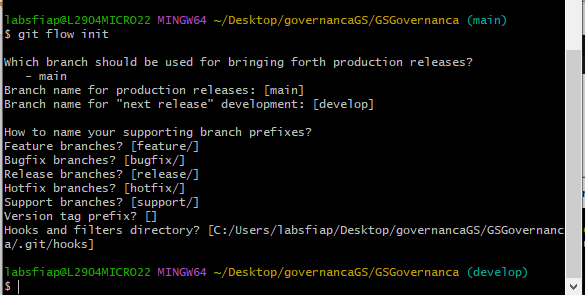 labsfiap@L2904MICRO22 MINGW64 ~/Desktop/governancaGS/GSGovernanca (main)
$ git flow init
Which branch should be used for bringing forth production releases?
- main
Branch name for production releases: [main]
Branch name for "next release" development: [develop]
How to name your supporting branch prefixes?
Feature branches? [feature/]
Bugfix branches? [bugfix/]
Release branches? [release/]
Hotfix branches? [hotfix/]
Support branches? [support/]
Version tag prefix? []
Hooks and filters directory? [C:/Users/labsfiap/Desktop/governancaGS/GSGovernanc
a/.git/hooks]
labsfiap@L2904MICRO22 MINGW64 ~/Desktop/governancaGS/GSGovernanca (develop)
$